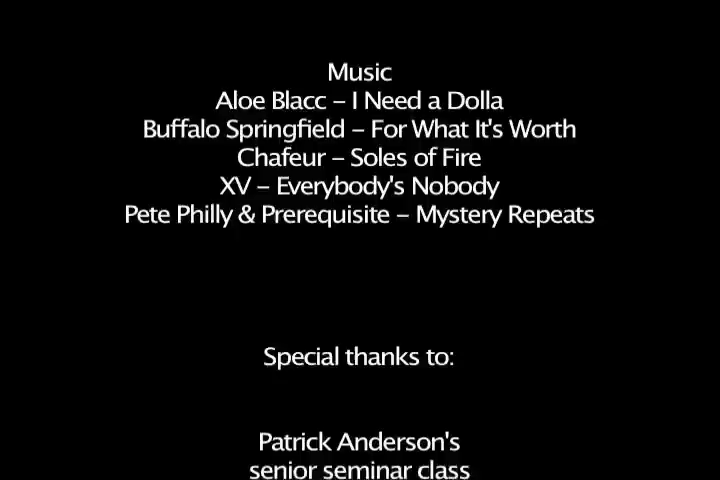 Music
Aloe Blacc – I Need a Dolla
Buffalo Springfield – For What It's Worth
Chafeur – Soles of Fire
XV – Everybody's Nobody
Pete Philly & Prerequisite – Mystery Repeats
Special thanks to:
Patrick Anderson's
senior seminar class